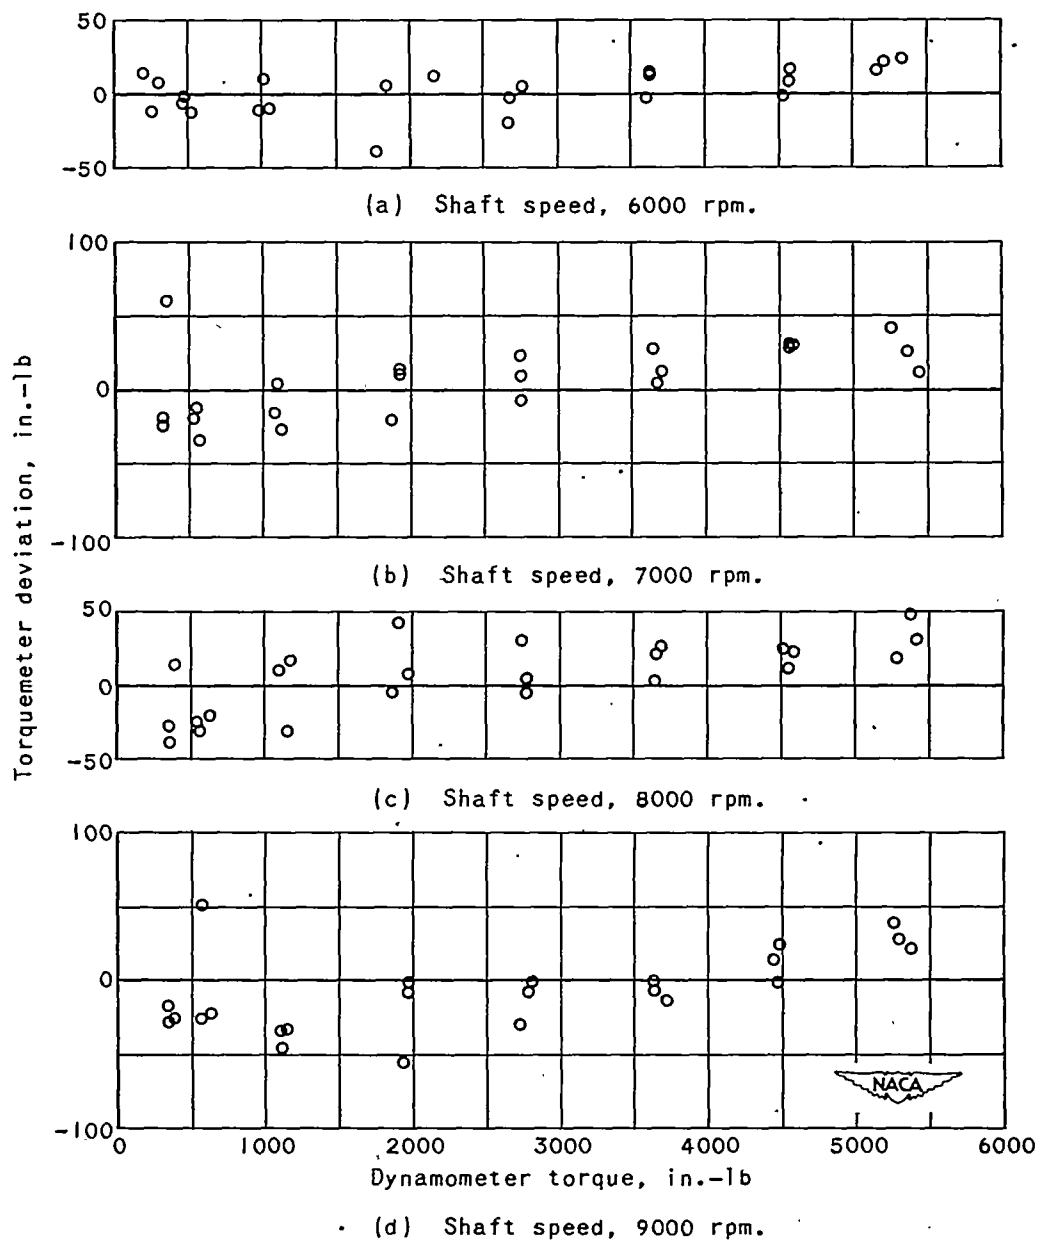 50
0
-50
(a) Shaft speed, 6000 rpm.
100
0
-100
(b) Shaft speed, 7000 rpm.
50
0
-50
(c) Shaft speed, 8000 rpm.
100
0
-100
0 1000 2000 3000 4000 5000 6000
Dynamometer torque, in.-lb
(d) Shaft speed, 9000 rpm.
Torquemeter deviation, in.-lb
NACA